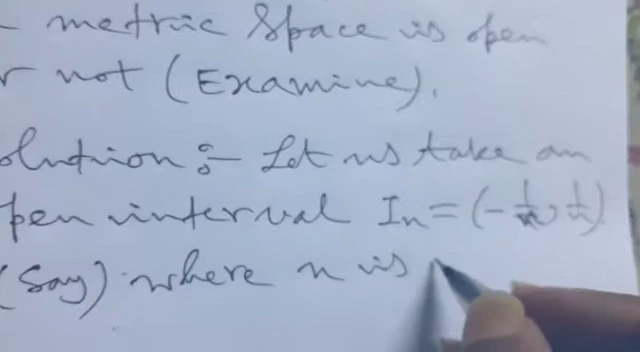 metric Space is open
r not (Examine).
olution :- Let us take an
pen interval In = (-1/n, 1/n)
(Say) where n is